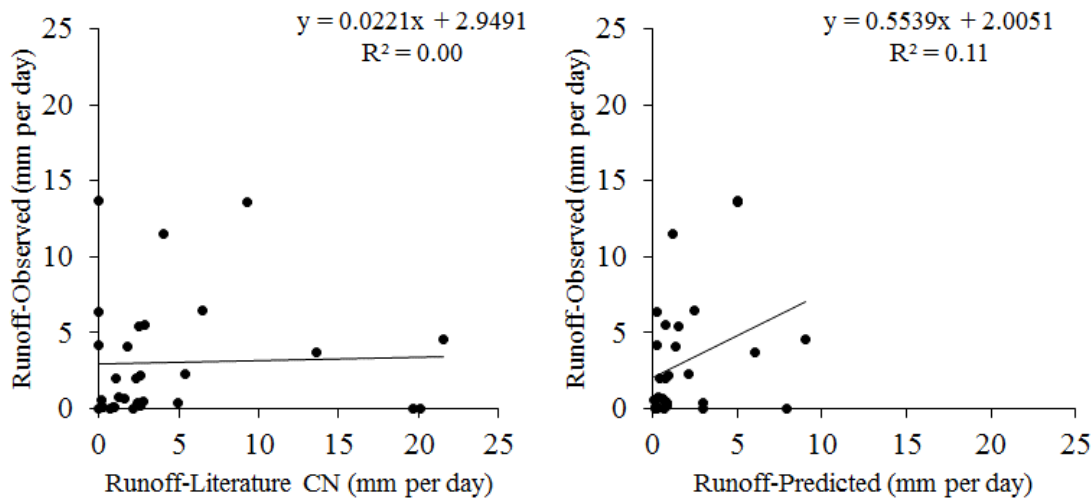 y = 0.0221x + 2.9491
R² = 0.00
Runoff-Observed (mm per day)
25
20
15
10
5
0
0 5 10 15 20 25
Runoff-Literature CN (mm per day)
y = 0.5539x + 2.0051
R² = 0.11
Runoff-Observed (mm per day)
25
20
15
10
5
0
0 5 10 15 20 25
Runoff-Predicted (mm per day)